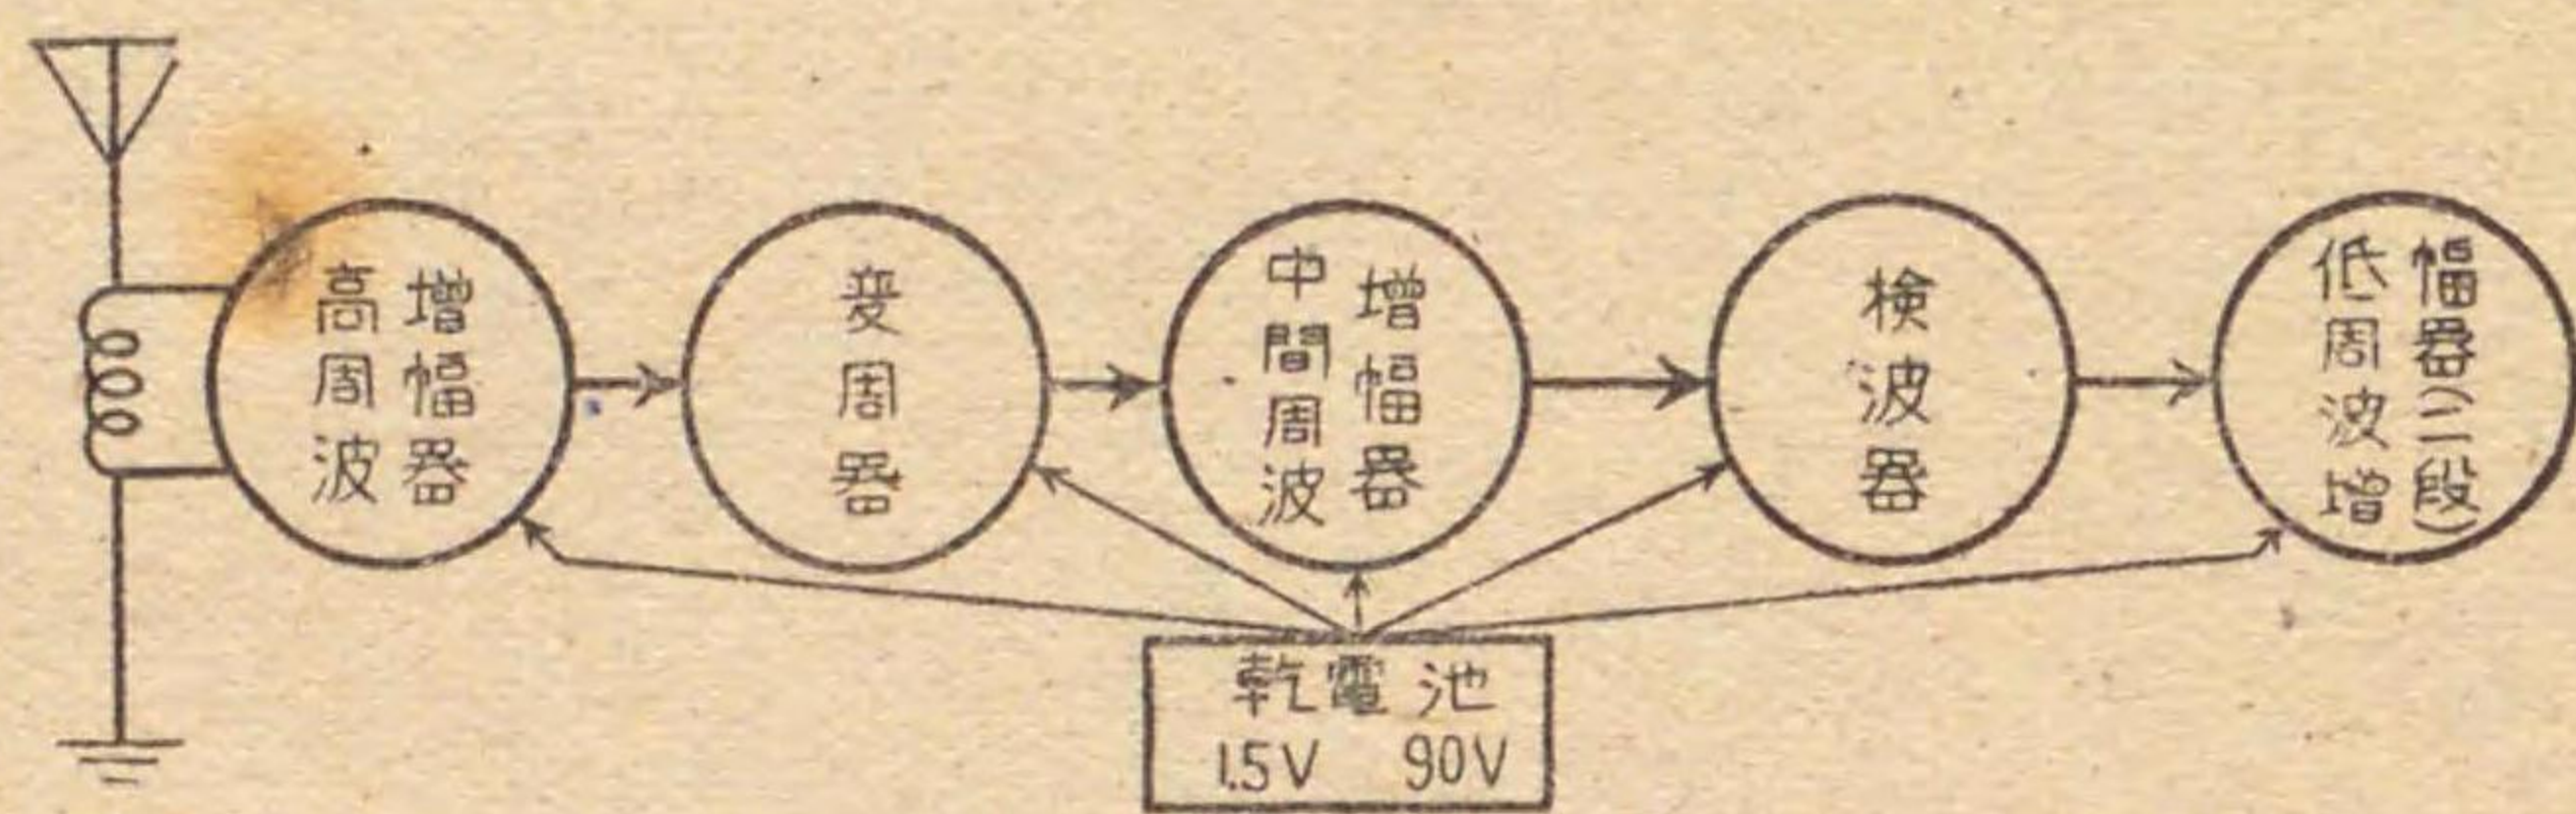 高周波
増幅器
変周器
中間周波
増幅器
検波器
低周波増
幅器(二段)
乾電池
1.5V 90V